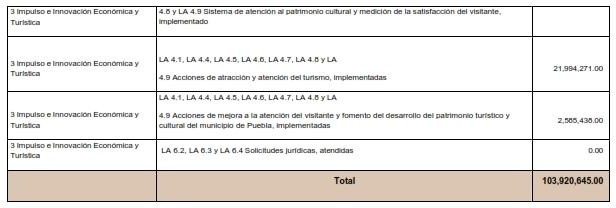 3 Impulso e Innovación Económica y
Turística
4.8 y LA 4.9 Sistema de atención al patrimonio cultural y medición de la satisfacción del visitante,
implementado
3 Impulso e Innovación Económica y
Turística
LA 4.1, LA 4.4, LA 4.5, LA 4.6, LA 4.7, LA 4.8 y LA
4.9 Acciones de atracción y atención del turismo, implementadas
21,994,271.00
3 Impulso e Innovación Económica y
Turística
LA 4.1, LA 4.4, LA 4.5, LA 4.6, LA 4.7, LA 4.8 y LA
4.9 Acciones de mejora a la atención del visitante y fomento del desarrollo del patrimonio turístico y
cultural del municipio de Puebla, implementadas
2,585,438.00
3 Impulso e Innovación Económica y
Turística
LA 6.2, LA 6.3 y LA 6.4 Solicitudes jurídicas, atendidas
0.00
Total
103,920,645.00